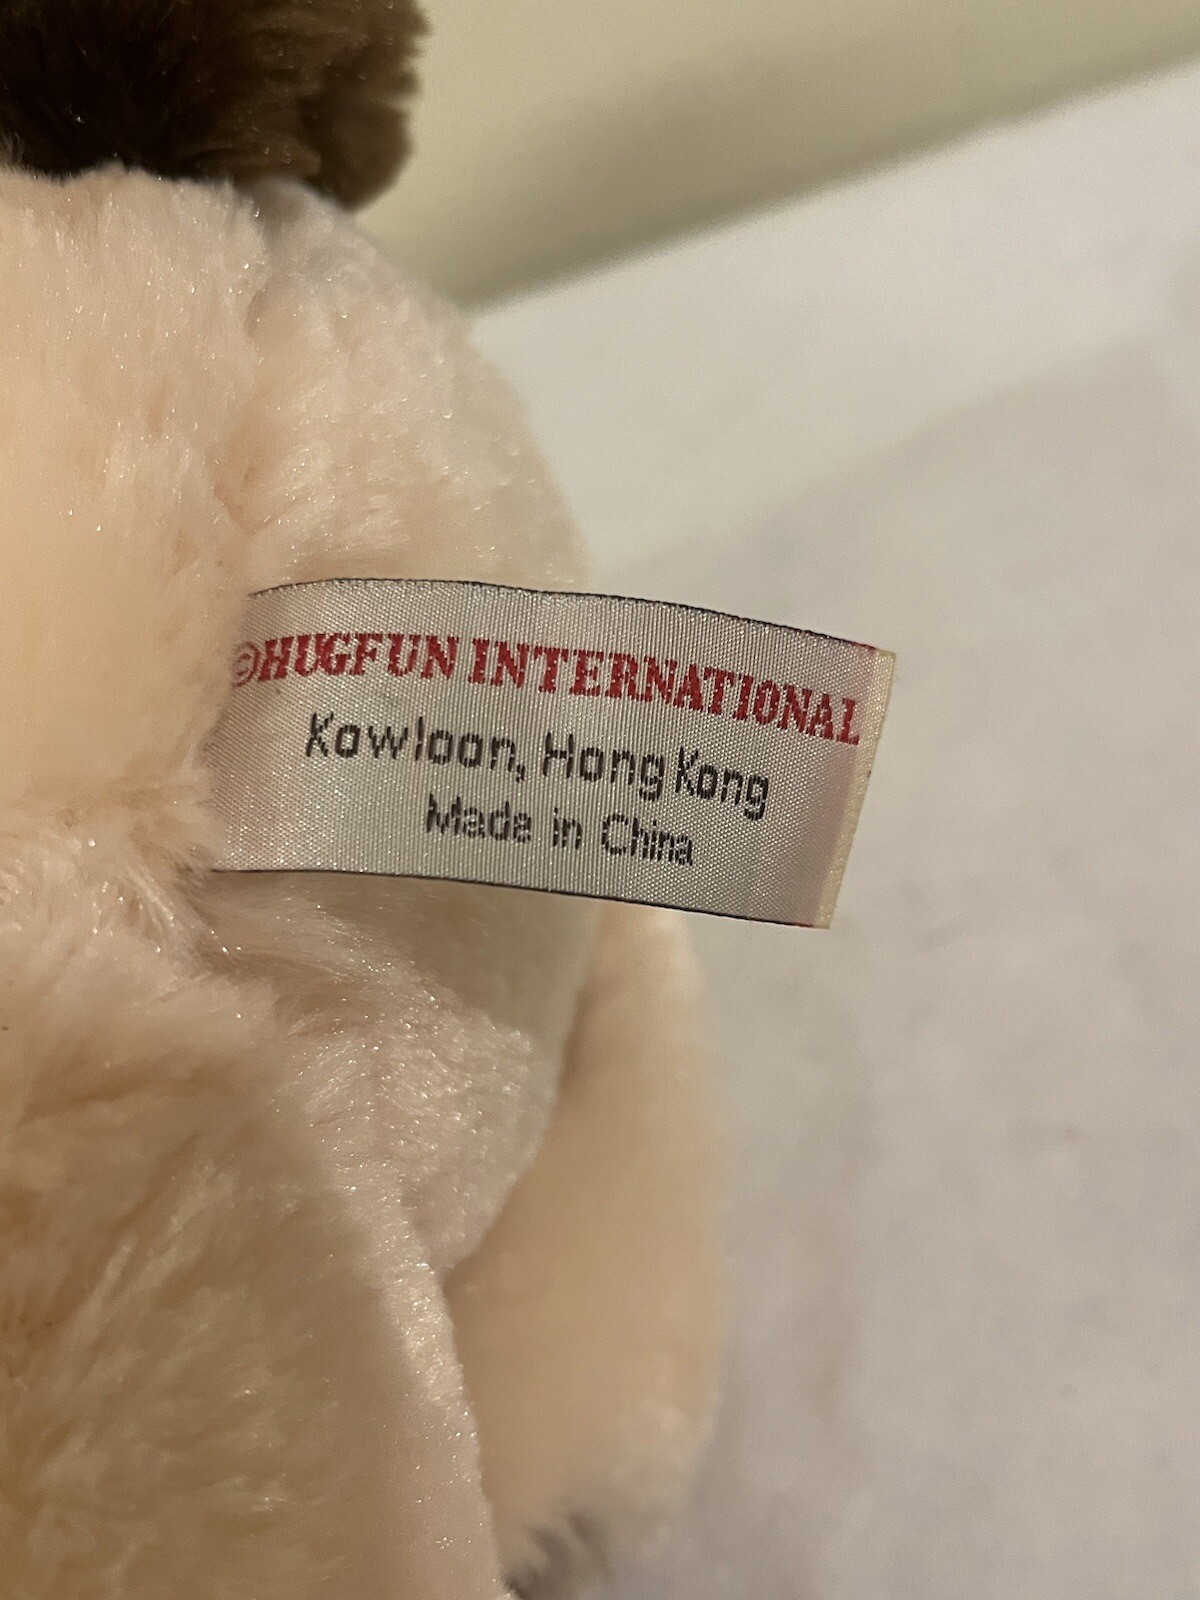 ©HUGFUN INTERNATIONAL
Kowloon, Hong Kong
Made in China